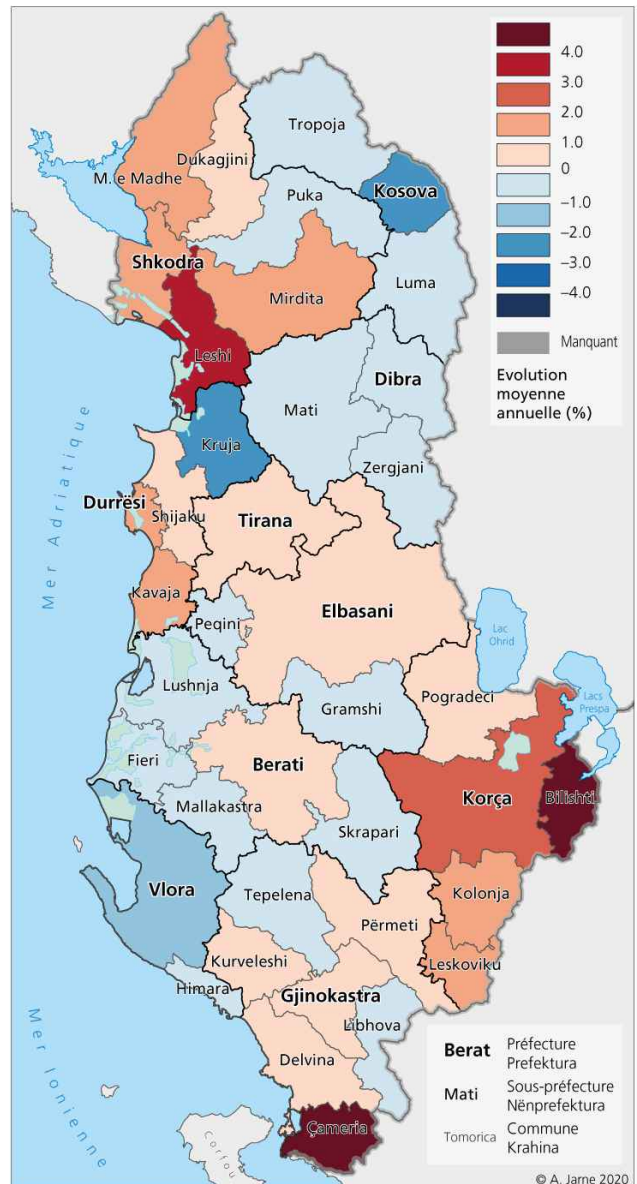 4.0
3.0
2.0
1.0
0
–1.0
–2.0
–3.0
–4.0
Manquant
Evolution
moyenne
annuelle (%)
Tropoja
Dukagjini
M. e Madhe
Puka
Kosova
Shkodra
Mirdita
Luma
Leshi
Dibra
Mati
Kruja
Zergjani
Mer Adriatique
Durrësi
Shijaku
Tirana
Kavaja
Peqini
Elbasani
Lac
Ohrid
Lacs
Prespa
Lushnja
Gramshi
Pogradeci
Fieri
Berati
Korça
Bilishti
Mallakastra
Skrapari
Vlora
Tepelena
Kolonja
Përmeti
Kurveleshi
Leskoviku
Himara
Gjinokastra
Libhova
Delvina
Mer Ionienne
Çameria
Corfou
Berat
Préfecture
Prefektura
Mati
Sous-préfecture
Nënprefektura
Tomorica
Commune
Krahina
© A. Jarne 2020